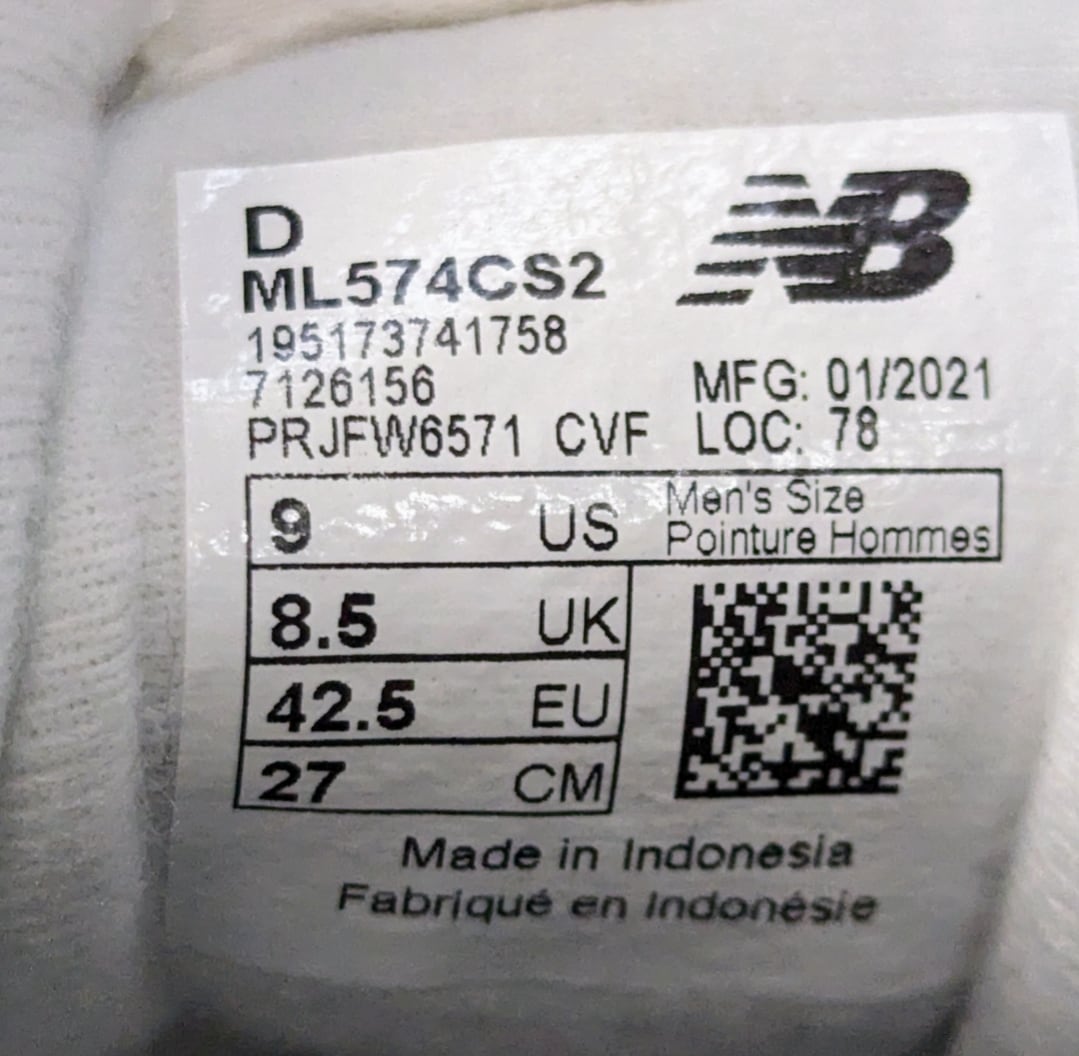 D
NB
ML574CS2
195173741758
7126156
MFG: 01/2021
PRJFW6571 CVF LOC: 78
9 US Men's Size
Pointure Hommes
8.5 UK
42.5 EU
27 CM
Made in Indonesia
Fabriqué en Indonésie